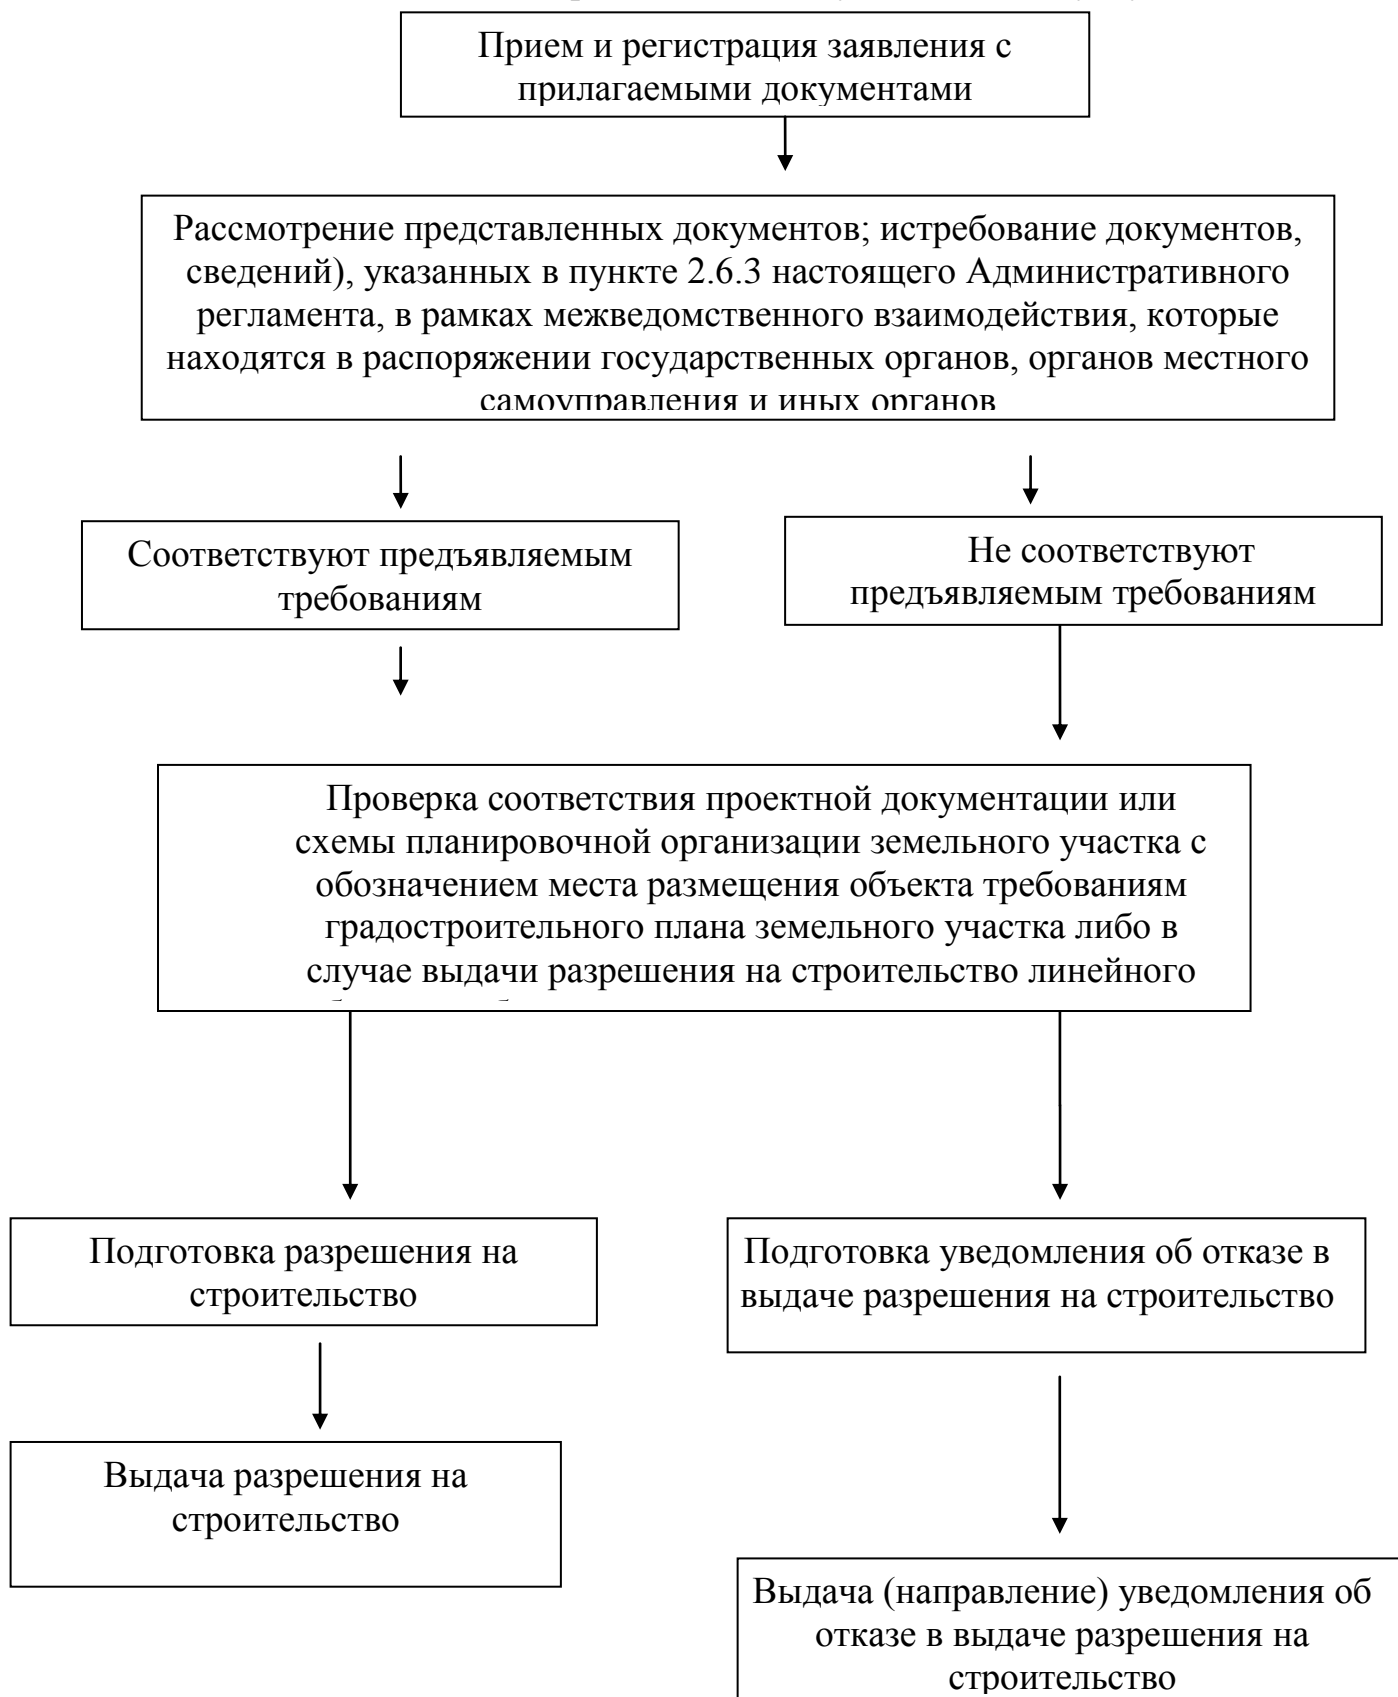 Прием и регистрация заявления с
прилагаемыми документами
Рассмотрение представленных документов; истребование документов,
сведений), указанных в пункте 2.6.3 настоящего Административного
регламента, в рамках межведомственного взаимодействия, которые
находятся в распоряжении государственных органов, органов местного
самоуправления и иных органов
Соответствуют предъявляемым
требованиям
Не соответствуют
предъявляемым требованиям
Проверка соответствия проектной документации или
схемы планировочной организации земельного участка с
обозначением места размещения объекта требованиям
градостроительного плана земельного участка либо в
случае выдачи разрешения на строительство линейного
Подготовка разрешения на
строительство
Подготовка уведомления об отказе в
выдаче разрешения на строительство
Выдача разрешения на
строительство
Выдача (направление) уведомления об
отказе в выдаче разрешения на
строительство